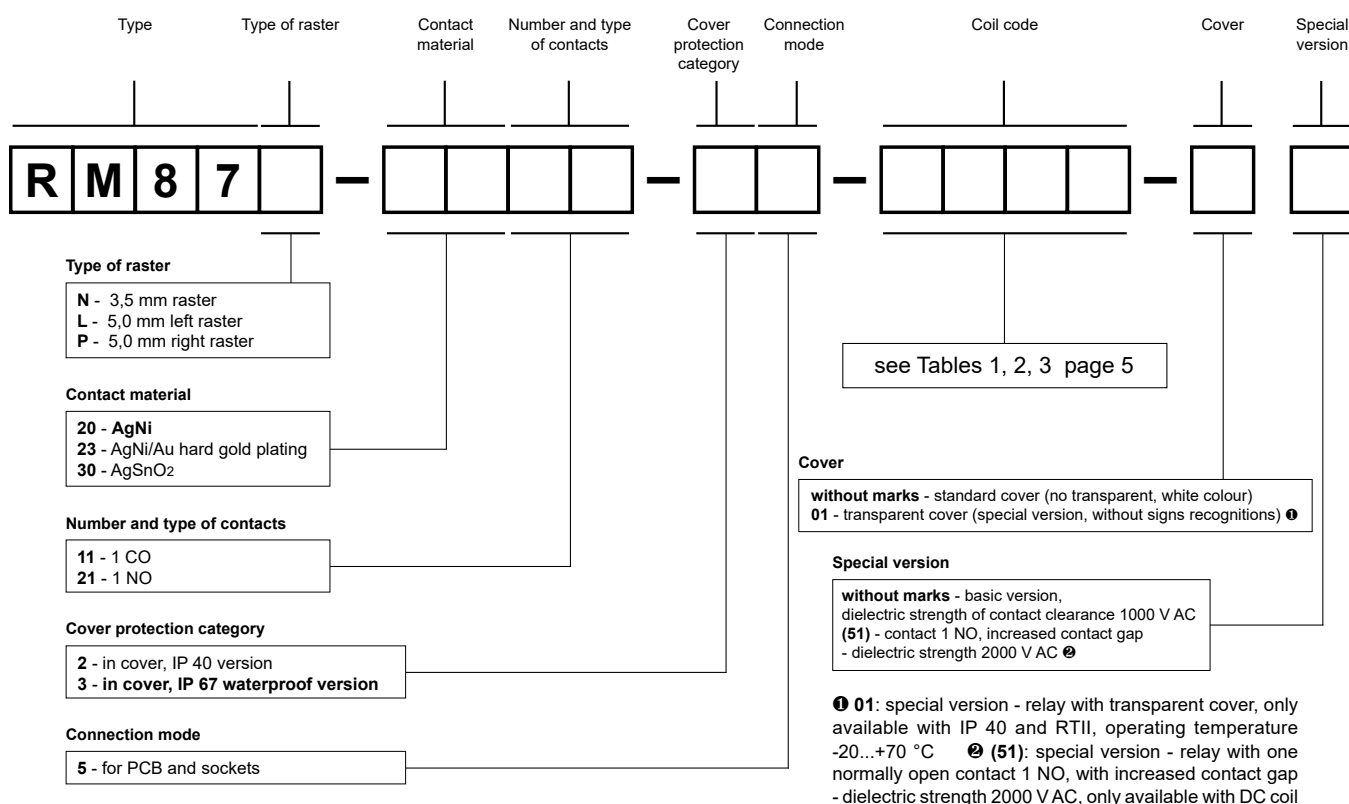 Type
Type of raster
Contact
material
Number and type
of contacts
Cover
protection
category
Connection
mode
Coil code
Cover
Special
version
R M 8 7 – – – –
Type of raster
N - 3,5 mm raster
L - 5,0 mm left raster
P - 5,0 mm right raster
Contact material
20 - AgNi
23 - AgNi/Au hard gold plating
30 - AgSnO2
Number and type of contacts
11 - 1 CO
21 - 1 NO
Cover protection category
2 - in cover, IP 40 version
3 - in cover, IP 67 waterproof version
Connection mode
5 - for PCB and sockets
see Tables 1, 2, 3 page 5
Cover
without marks - standard cover (no transparent, white colour)
01 - transparent cover (special version, without signs recognitions) ❶
Special version
without marks - basic version,
dielectric strength of contact clearance 1000 V AC
(51) - contact 1 NO, increased contact gap
- dielectric strength 2000 V AC ❷
❶ 01: special version - relay with transparent cover, only
available with IP 40 and RTII, operating temperature
-20...+70 °C ❷ (51): special version - relay with one
normally open contact 1 NO, with increased contact gap
- dielectric strength 2000 V AC, only available with DC coil